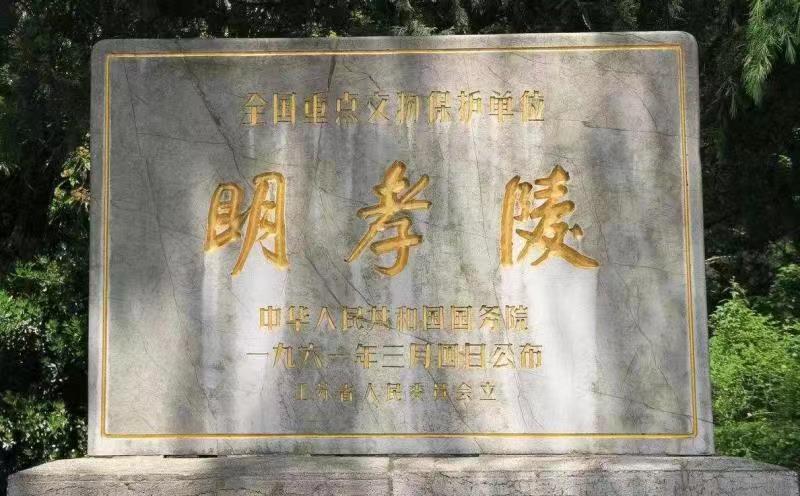 全国重点文物保护单位
明孝陵
中华人民共和国国务院
一九六一年三月四日公布
江苏省人民委员会立